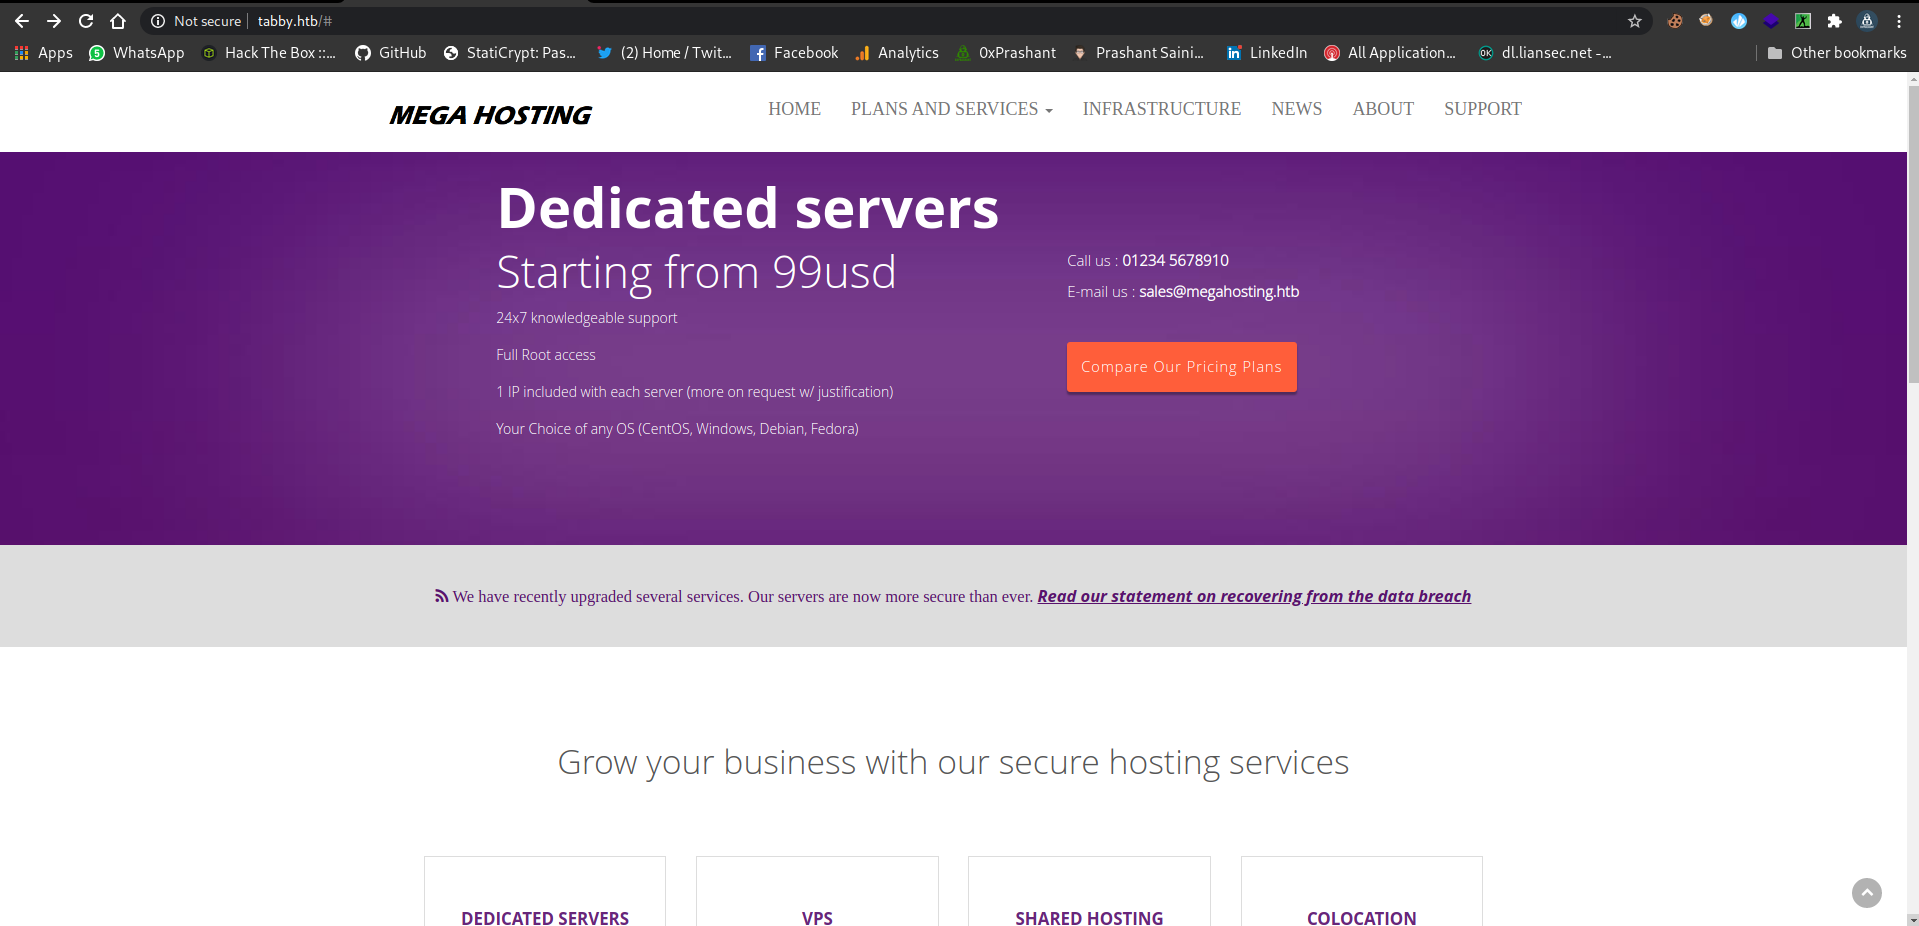 Not secure tabby.htb/#
Apps WhatsApp Hack The Box ::... GitHub StatiCrypt: Pas... (2) Home / Twit... Facebook Analytics 0xPrashant Prashant Saini... LinkedIn All Application... dl.liansec.net -... Other bookmarks
MEGA HOSTING HOME PLANS AND SERVICES INFRASTRUCTURE NEWS ABOUT SUPPORT
Dedicated servers
Starting from 99usd
24x7 knowledgeable support
Full Root access
1 IP included with each server (more on request w/ justification)
Your Choice of any OS (CentOS, Windows, Debian, Fedora)
Call us : 01234 5678910
E-mail us : sales@megahosting.htb
Compare Our Pricing Plans
We have recently upgraded several services. Our servers are now more secure than ever. Read our statement on recovering from the data breach
Grow your business with our secure hosting services
DEDICATED SERVERS VPS SHARED HOSTING COLOCATION